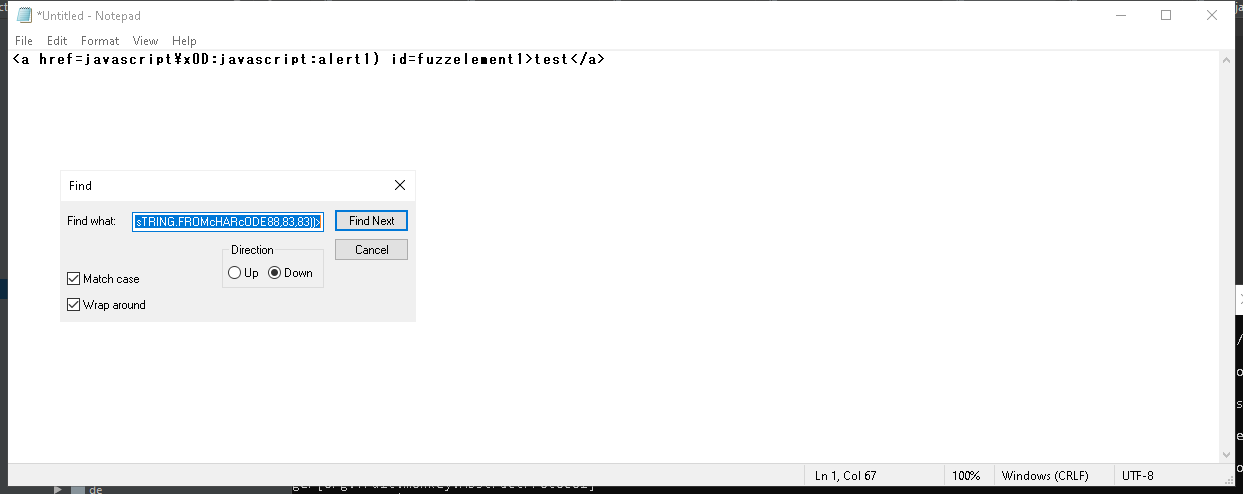 *Untitled - Notepad
File Edit Format View Help
<a href=javascript¥x0D:javascript:alert1) id=fuzzelement1>test</a>
Find
Find what: sTRING.FROMcHARcODE88,83,83))> Find Next
Direction Cancel
Up Down
Match case
Wrap around
Ln 1, Col 67 100% Windows (CRLF) UTF-8
de